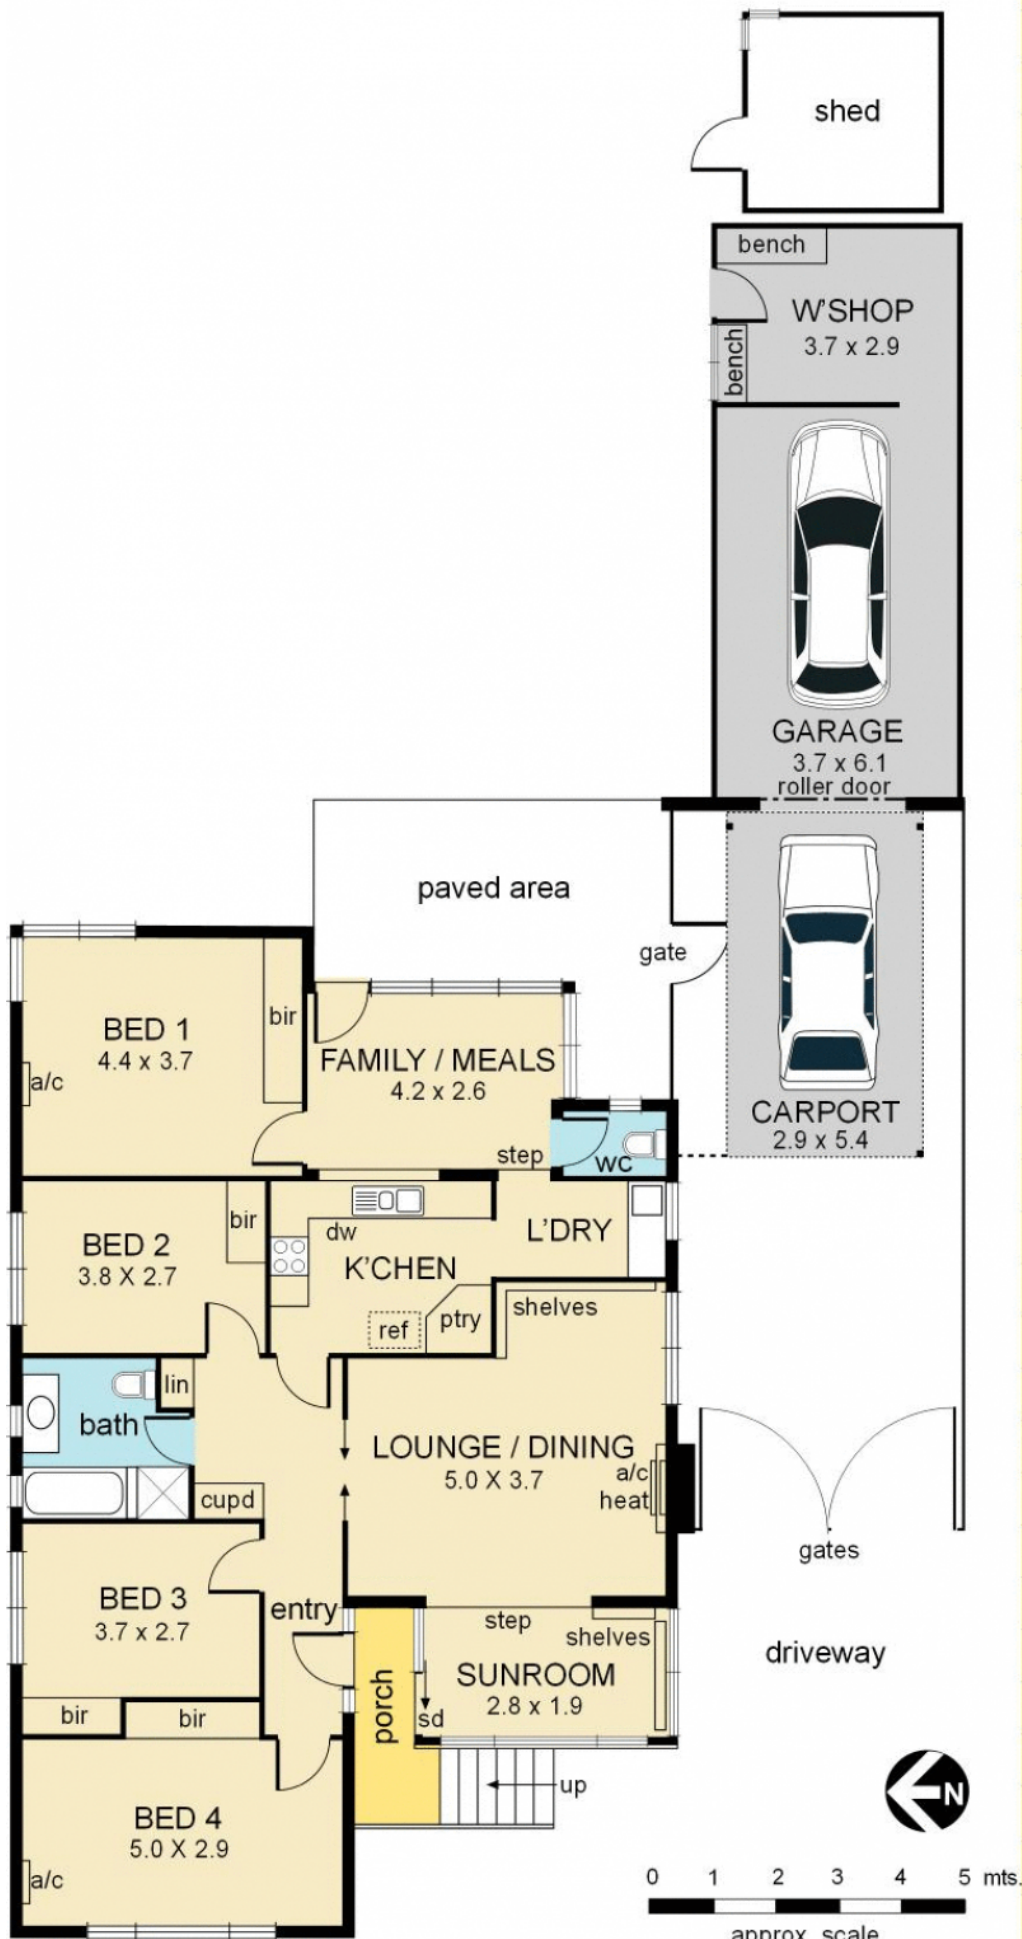 shed
bench
W'SHOP
3.7 x 2.9
bench
GARAGE
3.7 x 6.1
roller door
paved area
gate
BED 1
4.4 x 3.7
bir
a/c
FAMILY / MEALS
4.2 x 2.6
CARPORT
2.9 x 5.4
step
wc
BED 2
3.8 X 2.7
bir
dw
K'CHEN
L'DRY
ref
ptry
shelves
lin
bath
cupd
LOUNGE / DINING
5.0 X 3.7
a/c
heat
gates
BED 3
3.7 x 2.7
entry
step
shelves
SUNROOM
2.8 x 1.9
sd
porch
driveway
bir
bir
up
BED 4
5.0 X 2.9
a/c
N
0 1 2 3 4 5 mts.
approx. scale